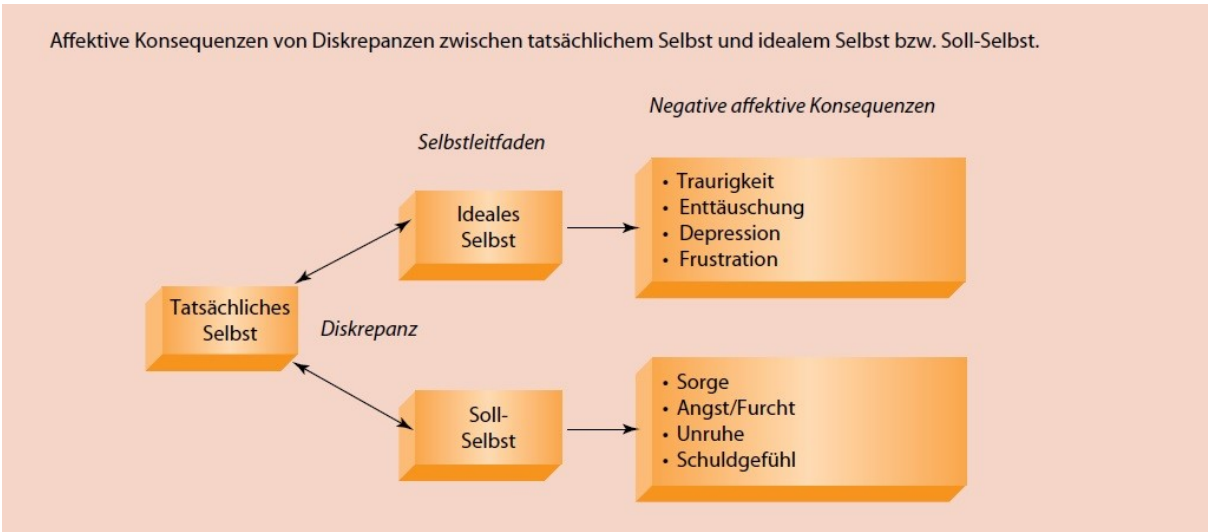 Affektive Konsequenzen von Diskrepanzen zwischen tatsächlichem Selbst und idealem Selbst bzw. Soll-Selbst.
Negative affektive Konsequenzen
Selbstleitfaden
Ideales
Selbst
• Traurigkeit
• Enttäuschung
• Depression
• Frustration
Tatsächliches
Selbst
Diskrepanz
Soll-
Selbst
• Sorge
• Angst/Furcht
• Unruhe
• Schuldgefühl